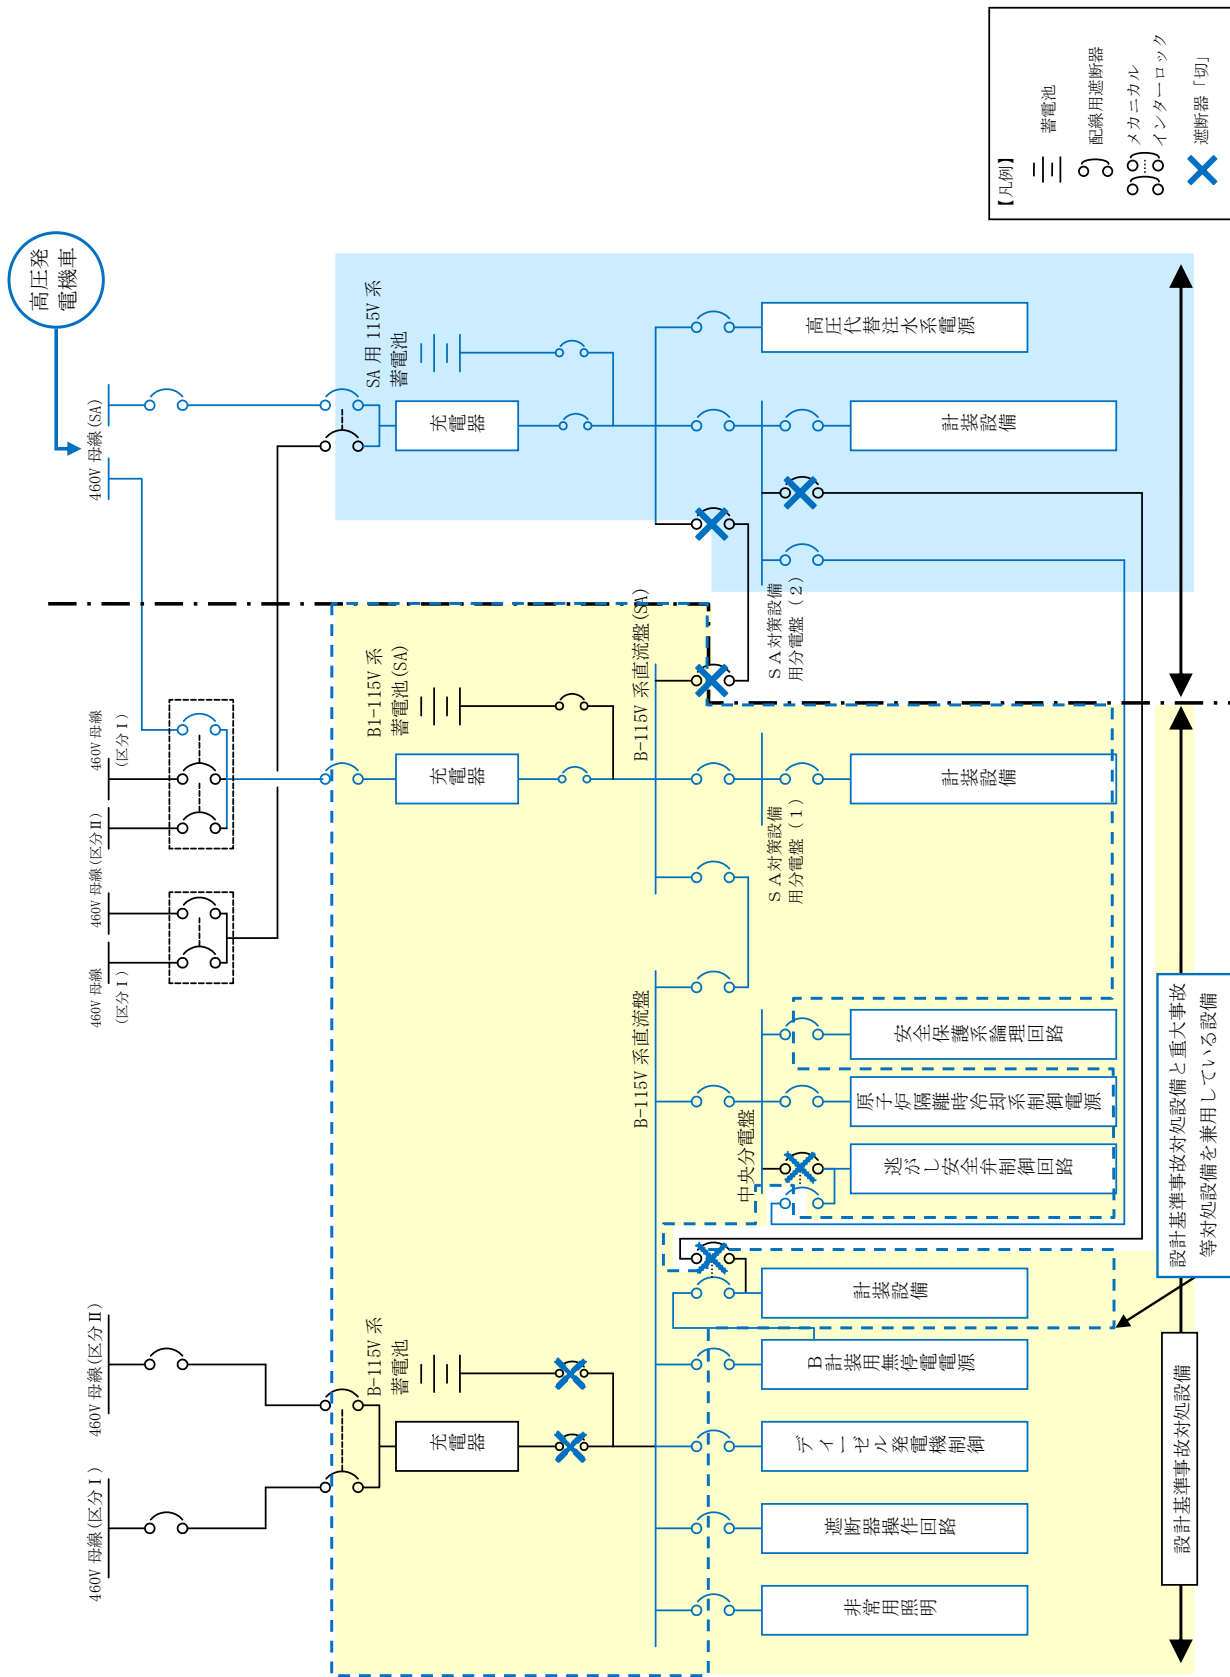 460V 母線(区分Ⅰ)
460V 母線(区分Ⅱ)
460V 母線
(区分Ⅰ)
460V 母線(区分Ⅱ)
460V 母線
(区分Ⅰ)
460V 母線(SA)
高圧発
電機車
B-115V 系
蓄電池
充電器
B1-115V 系
蓄電池(SA)
充電器
SA 用 115V 系
蓄電池
充電器
B-115V 系直流盤
B-115V 系直流盤(SA)
中央分電盤
SA対策設備
用分電盤(1)
SA対策設備
用分電盤(2)
非常用照明
遮断器操作回路
ディーゼル発電機制御
B計装用無停電電源
計装設備
逃がし安全弁制御回路
原子炉隔離時冷却系制御電源
安全保護系論理回路
計装設備
計装設備
高圧代替注水系電源
設計基準事故対処設備
設計基準事故対処設備と重大事故
等対処設備を兼用している設備
【凡例】
蓄電池
配線用遮断器
メカニカル
インターロック
遮断器「切」